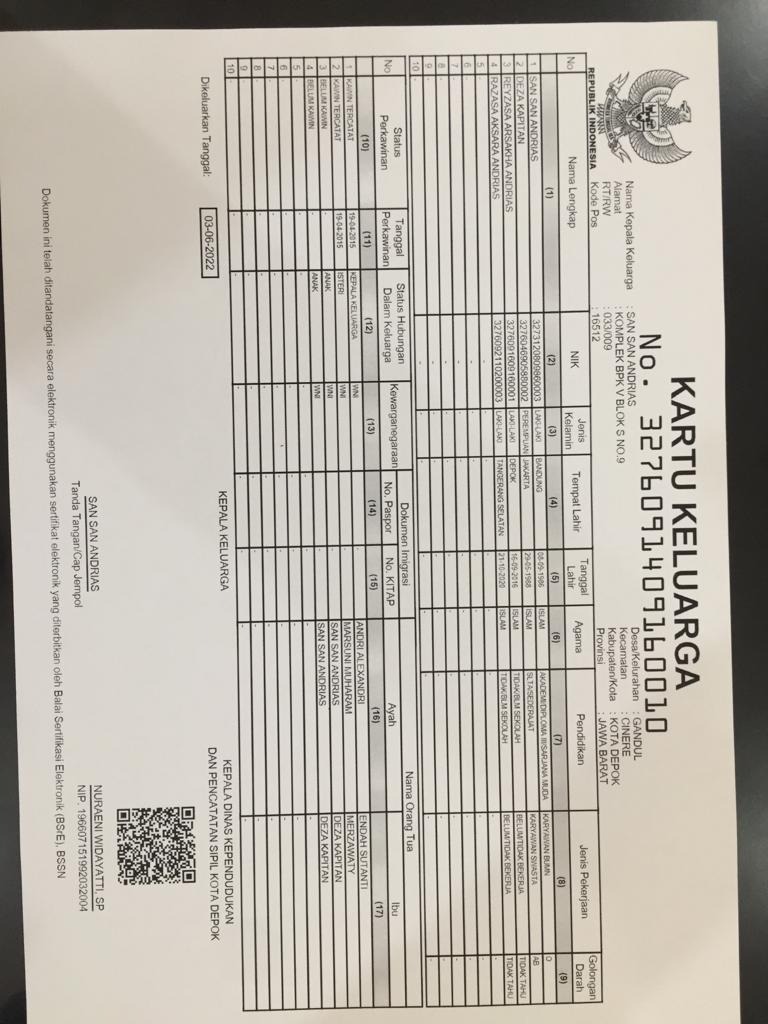 KARTU KELUARGA
No. 3276091409160010
REPUBLIK INDONESIA
Nama Kepala Keluarga : SAN SAN ANDRIAS
Alamat : KOMPLEK BPK V BLOK S NO.9
RT/RW : 033/009
Kode Pos : 16512
Desa/Kelurahan : GANDUL
Kecamatan : CINERE
Kabupaten/Kota : KOTA DEPOK
Provinsi : JAWA BARAT
No Nama Lengkap NIK Jenis Kelamin Tempat Lahir Tanggal Lahir Agama Pendidikan Jenis Pekerjaan Golongan Darah
(1) (2) (3) (4) (5) (6) (7) (8) (9)
1 SAN SAN ANDRIAS 3273120809860003 LAKI-LAKI BANDUNG 08-09-1986 ISLAM AKADEMI/DIPLOMA III/SARJANA MUDA KARYAWAN BUMN O
2 DEZA KAPITAN 3276046905880002 PEREMPUAN JAKARTA 29-05-1988 ISLAM SLTA/SEDERAJAT KARYAWAN SWASTA AB
3 REYZASA ARSAKHA ANDRIAS 3276091609160001 LAKI-LAKI DEPOK 16-09-2016 ISLAM TIDAK/BLM SEKOLAH BELUM/TIDAK BEKERJA TIDAK TAHU
4 RAZASA AKSARA ANDRIAS 3276092110200003 LAKI-LAKI TANGERANG SELATAN 21-10-2020 ISLAM TIDAK/BLM SEKOLAH BELUM/TIDAK BEKERJA TIDAK TAHU
5 - - - - - - - - -
6 - - - - - - - - -
7 - - - - - - - - -
8 - - - - - - - - -
9 - - - - - - - - -
10 - - - - - - - - -
No Status Perkawinan Tanggal Perkawinan Status Hubungan Dalam Keluarga Kewarganegaraan Dokumen Imigrasi Nama Orang Tua
No. Paspor No. KITAP Ayah Ibu
(10) (11) (12) (13) (14) (15) (16) (17)
1 KAWIN TERCATAT 19-04-2015 KEPALA KELUARGA WNI - - ANDRI ALEXANDRI ENDAH SUTANTI
2 KAWIN TERCATAT 19-04-2015 ISTERI WNI - - MARSUNI MUHARAM MERZAWATY
3 BELUM KAWIN - ANAK WNI - - SAN SAN ANDRIAS DEZA KAPITAN
4 BELUM KAWIN - ANAK WNI - - SAN SAN ANDRIAS DEZA KAPITAN
5 - - - - - - - -
6 - - - - - - - -
7 - - - - - - - -
8 - - - - - - - -
9 - - - - - - - -
10 - - - - - - - -
Dikeluarkan Tanggal: 03-06-2022
KEPALA KELUARGA
KEPALA DINAS KEPENDUDUKAN
DAN PENCATATAN SIPIL KOTA DEPOK
SAN SAN ANDRIAS
Tanda Tangan/Cap Jempol
NURAENI WIDAYATTI, SP
NIP. 196607151992032004
Dokumen ini telah ditandatangani secara elektronik menggunakan sertifikat elektronik yang diterbitkan oleh Balai Sertifikasi Elektronik (BSrE), BSSN